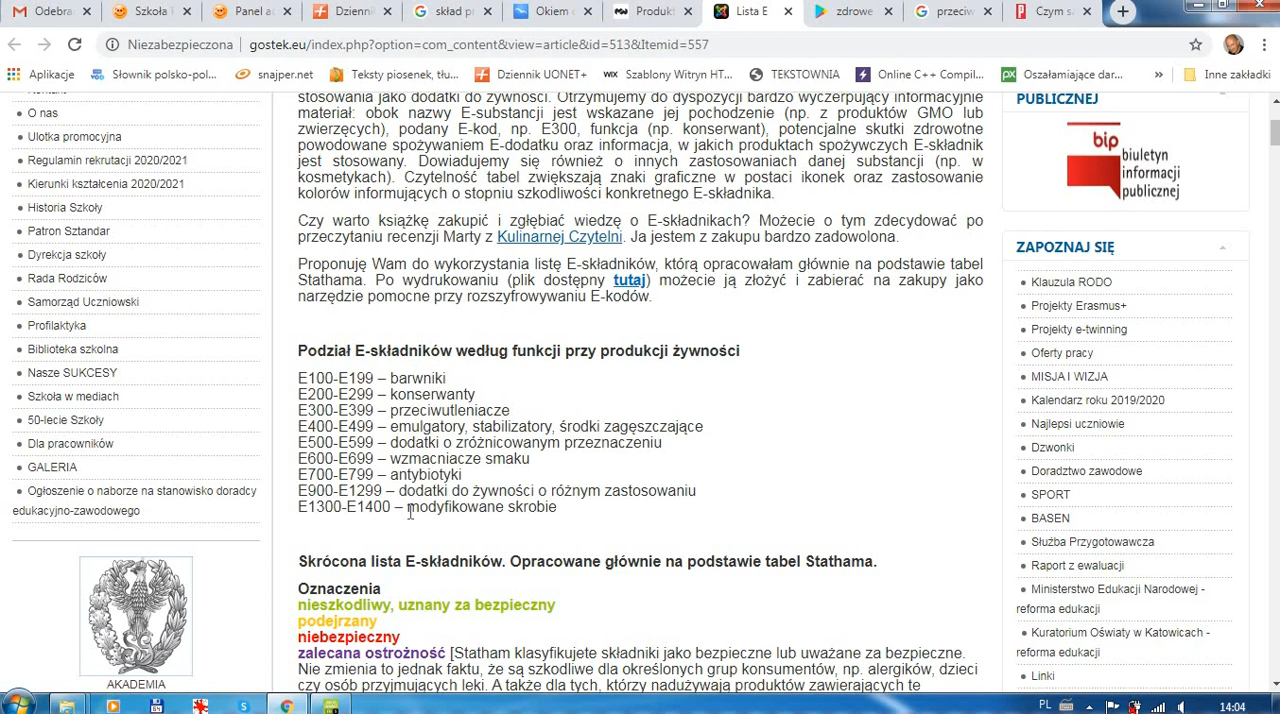 Odebra
Szkoła
Panel ac
Dzienni
skład p
Okiem
Produkt
Lista E
zdrowe
przeciw
Czym s
Niezabezpieczona | gostek.eu/index.php?option=com_content&view=article&id=513&Itemid=557
Aplikacje
Słownik polsko-pol...
snajper.net
Teksty piosenek, tłu...
Dziennik UONET+
WIX Szablony Witryn HT...
TEKSTOWNIA
Online C++ Compil...
px Oszałamiające dar...
»
Inne zakładki
O nas
Ulotka promocyjna
Regulamin rekrutacji 2020/2021
Kierunki kształcenia 2020/2021
Historia Szkoły
Patron Sztandar
Dyrekcja szkoły
Rada Rodziców
Samorząd Uczniowski
Profilaktyka
Biblioteka szkolna
Nasze SUKCESY
Szkoła w mediach
50-lecie Szkoły
Dla pracowników
GALERIA
Ogłoszenie o naborze na stanowisko doradcy
edukacyjno-zawodowego
AKADEMIA
stosowania jako dodatki do żywności. Otrzymujemy do dyspozycji bardzo wyczerpujący informacyjnie
materiał: obok nazwy E-substancji jest wskazane jej pochodzenie (np. z produktów GMO lub
zwierzęcych), podany E-kod, np. E300, funkcja (np. konserwant), potencjalne skutki zdrowotne
powodowane spożywaniem E-dodatku oraz informacja, w jakich produktach spożywczych E-składnik
jest stosowany. Dowiadujemy się również o innych zastosowaniach danej substancji (np. w
kosmetykach). Czytelność tabel zwiększają znaki graficzne w postaci ikonek oraz zastosowanie
kolorów informujących o stopniu szkodliwości konkretnego E-składnika.
Czy warto książkę zakupić i zgłębiać wiedzę o E-składnikach? Możecie o tym zdecydować po
przeczytaniu recenzji Marty z Kulinarnej Czytelni. Ja jestem z zakupu bardzo zadowolona.
Proponuję Wam do wykorzystania listę E-składników, którą opracowałam głównie na podstawie tabel
Stathama. Po wydrukowaniu (plik dostępny tutaj) możecie ją złożyć i zabierać na zakupy jako
narzędzie pomocne przy rozszyfrowywaniu E-kodów.
Podział E-składników według funkcji przy produkcji żywności
E100-E199 – barwniki
E200-E299 – konserwanty
E300-E399 – przeciwutleniacze
E400-E499 – emulgatory, stabilizatory, środki zagęszczające
E500-E599 – dodatki o zróżnicowanym przeznaczeniu
E600-E699 – wzmacniacze smaku
E700-E799 – antybiotyki
E900-E1299 – dodatki do żywności o różnym zastosowaniu
E1300-E1400 – modyfikowane skrobie
Skrócona lista E-składników. Opracowane głównie na podstawie tabel Stathama.
Oznaczenia
nieszkodliwy, uznany za bezpieczny
podejrzany
niebezpieczny
zalecana ostrożność [Statham klasyfikujete składniki jako bezpieczne lub uważane za bezpieczne.
Nie zmienia to jednak faktu, że są szkodliwe dla określonych grup konsumentów, np. alergików, dzieci
czy osób przyjmujących leki. A także dla tych, którzy nadużywają produktów zawierających te
PUBLICZNEJ
bip
biuletyn
informacji
publicznej
ZAPOZNAJ SIĘ
Klauzula RODO
Projekty Erasmus+
Projekty e-twinning
Oferty pracy
MISJA I WIZJA
Kalendarz roku 2019/2020
Najlepsi uczniowie
Dzwonki
Doradztwo zawodowe
SPORT
BASEN
Służba Przygotowawcza
Raport z ewaluacji
Ministerstwo Edukacji Narodowej -
reforma edukacji
Kuratorium Oświaty w Katowicach -
reforma edukacji
Linki
PL
14:04